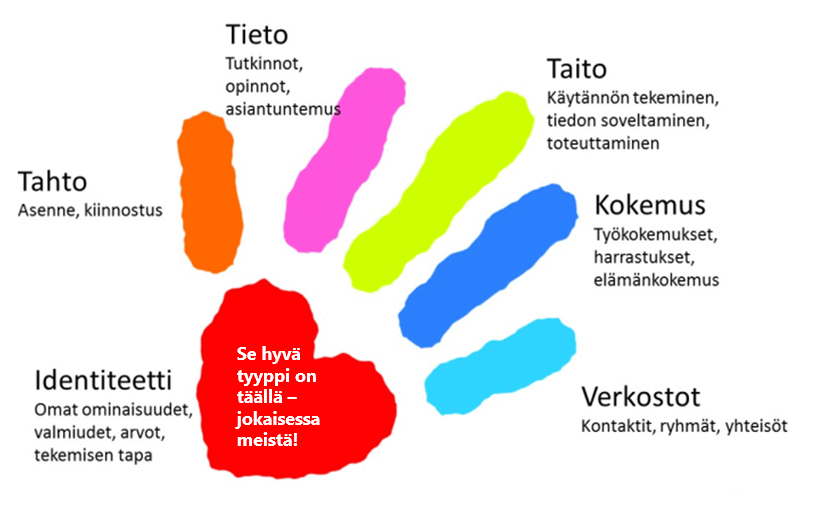 Tieto
Tutkinnot,
opinnot,
asiantuntemus
Taito
Käytännön tekeminen,
tiedon soveltaminen,
toteuttaminen
Tahto
Asenne, kiinnostus
Kokemus
Työkokemukset,
harrastukset,
elämänkokemus
Identiteetti
Omat ominaisuudet,
valmiudet, arvot,
tekemisen tapa
Se hyvä
tyyppi on
täällä –
jokaisessa
meistä!
Verkostot
Kontaktit, ryhmät, yhteisöt